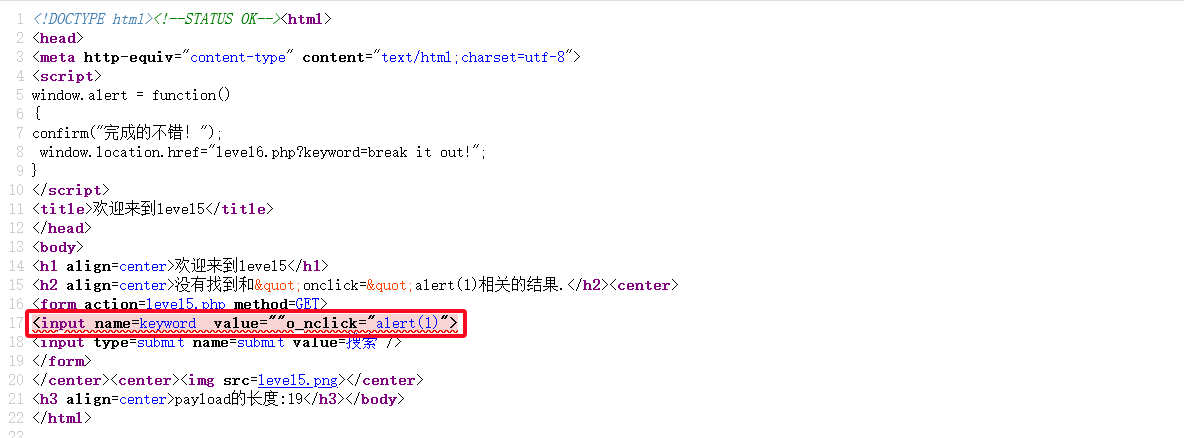 1 <!DOCTYPE html><!--STATUS OK--><html>
2 <head>
3 <meta http-equiv="content-type" content="text/html;charset=utf-8">
4 <script>
5 window.alert = function()
6 {
7 confirm("完成的不错！");
8  window.location.href="level6.php?keyword=break it out!";
9 }
10 </script>
11 <title>欢迎来到level5</title>
12 </head>
13 <body>
14 <h1 align=center>欢迎来到level5</h1>
15 <h2 align=center>没有找到和&quot;onclick=&quot;alert(1)相关的结果.</h2><center>
16 <form action=level5.php method=GET>
17 <input name=keyword  value=""o_nclick="alert(1)">
18 <input type=submit name=submit value=搜索 />
19 </form>
20 </center><center><img src=level5.png></center>
21 <h3 align=center>payload的长度:19</h3></body>
22 </html>
23